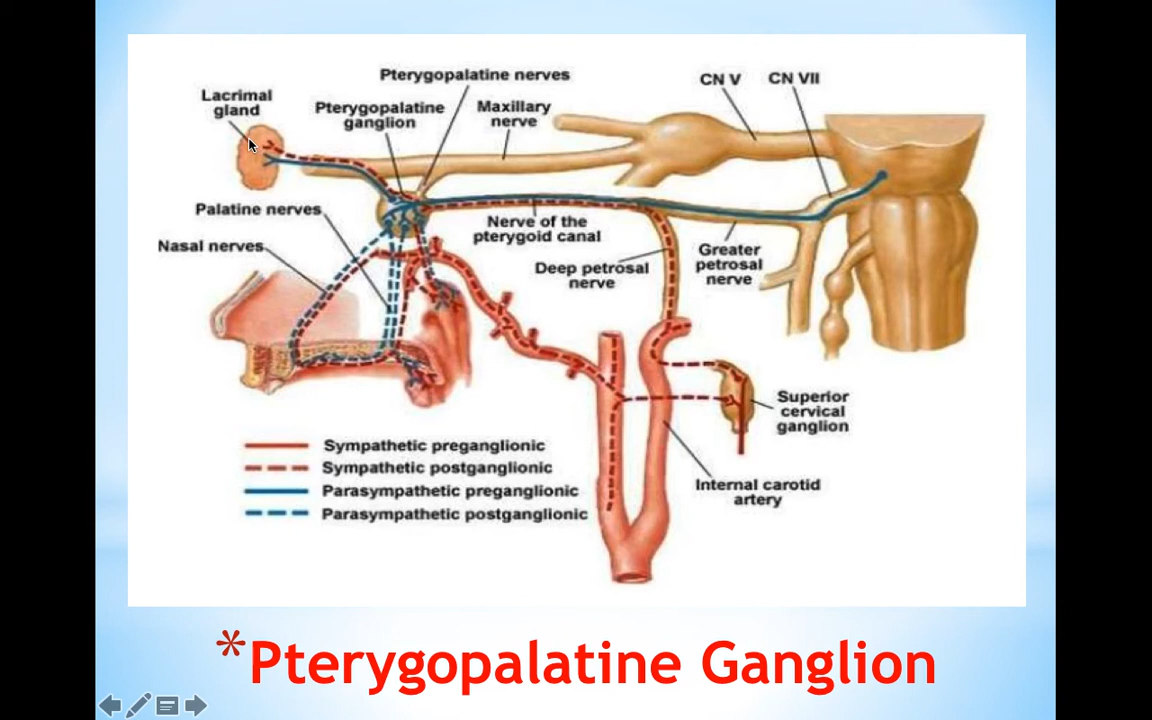 Pterygopalatine nerves
CN V
CN VII
Lacrimal
gland
Pterygopalatine
ganglion
Maxillary
nerve
Palatine nerves
Nasal nerves
Nerve of the
pterygoid canal
Deep petrosal
nerve
Greater
petrosal
nerve
Superior
cervical
ganglion
Sympathetic preganglionic
Sympathetic postganglionic
Parasympathetic preganglionic
Parasympathetic postganglionic
Internal carotid
artery
*Pterygopalatine Ganglion